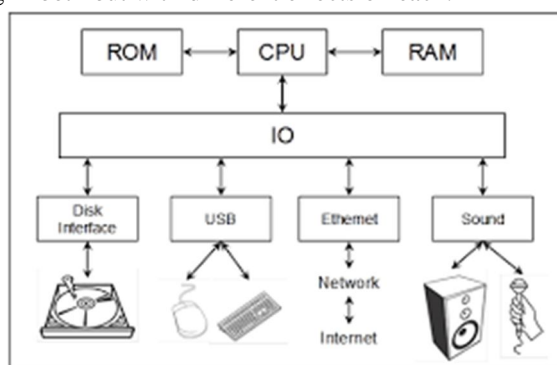 ROM CPU RAM
IO
Disk Interface USB Ethernet Sound
Network
Internet